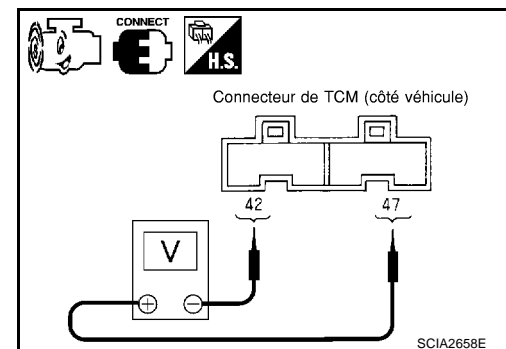 CONNECT
H.S.
Connecteur de TCM (côté véhicule)
42 47
V
+ −
SCIA2658E